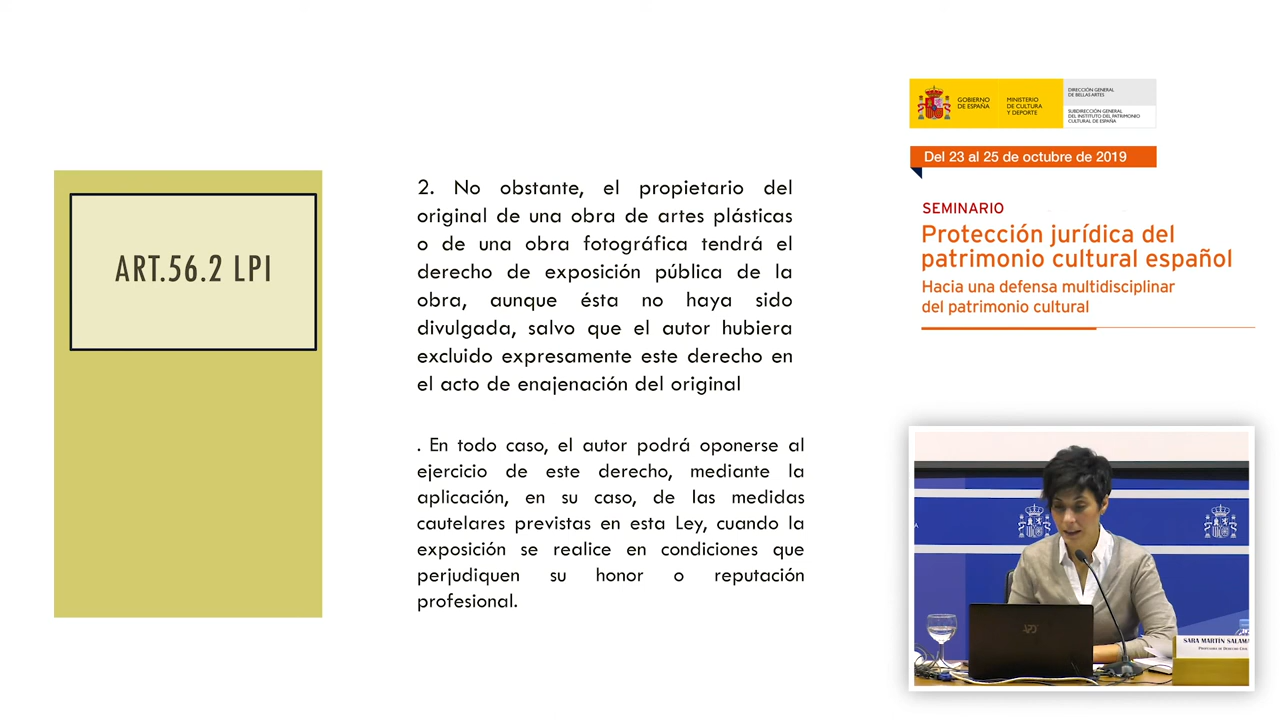 ART.56.2 LPI
2. No obstante, el propietario del
original de una obra de artes plásticas
o de una obra fotográfica tendrá el
derecho de exposición pública de la
obra, aunque ésta no haya sido
divulgada, salvo que el autor hubiera
excluido expresamente este derecho en
el acto de enajenación del original
. En todo caso, el autor podrá oponerse al
ejercicio de este derecho, mediante la
aplicación, en su caso, de las medidas
cautelares previstas en esta Ley, cuando la
exposición se realice en condiciones que
perjudiquen su honor o reputación
profesional.
GOBIERNO
DE ESPAÑA
MINISTERIO
DE CULTURA
Y DEPORTE
DIRECCIÓN GENERAL
DE BELLAS ARTES
SUBDIRECCIÓN GENERAL
DEL INSTITUTO DEL PATRIMONIO
CULTURAL DE ESPAÑA
Del 23 al 25 de octubre de 2019
SEMINARIO
Protección jurídica del
patrimonio cultural español
Hacia una defensa multidisciplinar
del patrimonio cultural
SARA MARTÍN SALAMA
PROFESORA DE DERECHO CIVIL